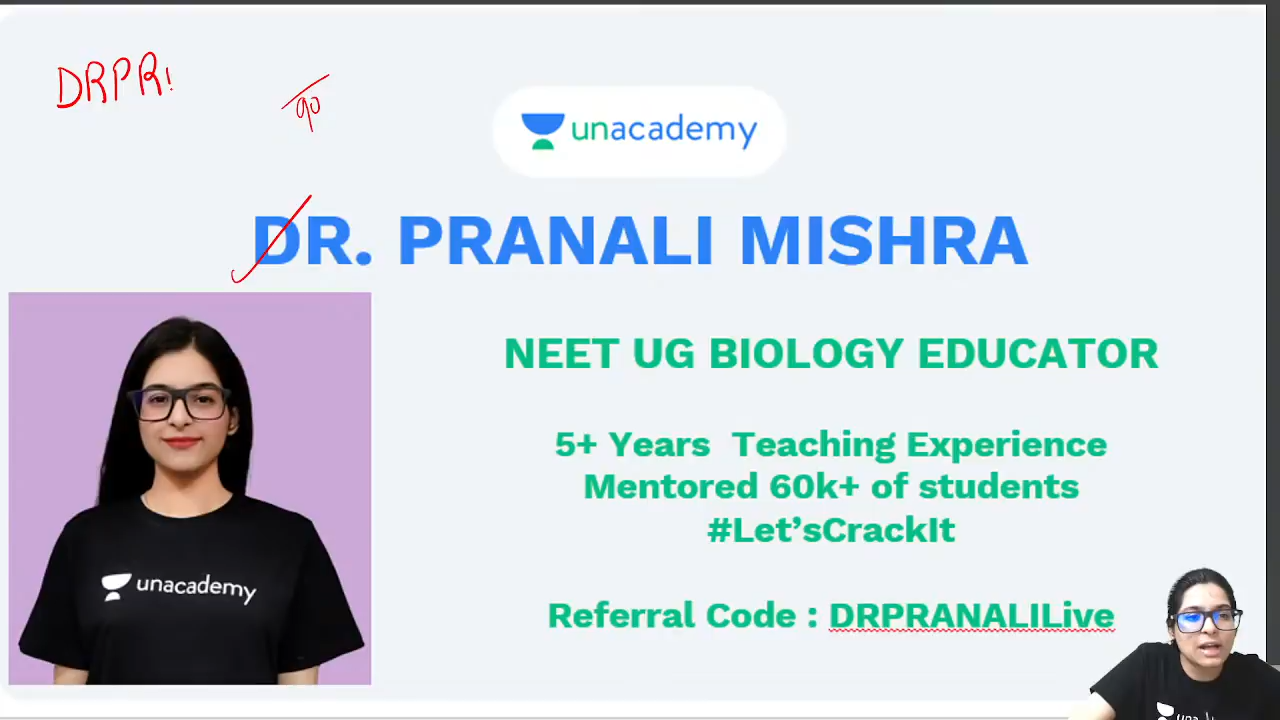 DRPR
90
unacademy
DR. PRANALI MISHRA
NEET UG BIOLOGY EDUCATOR
5+ Years Teaching Experience
Mentored 60k+ of students
#Let'sCrackIt
unacademy
Referral Code : DRPRANALILive